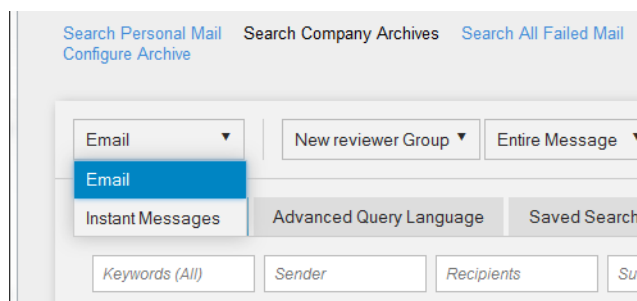 Search Personal Mail Search Company Archives Search All Failed Mail
Configure Archive
Email New reviewer Group Entire Message
Email
Instant Messages Advanced Query Language Saved Search
Keywords (All) Sender Recipients Su